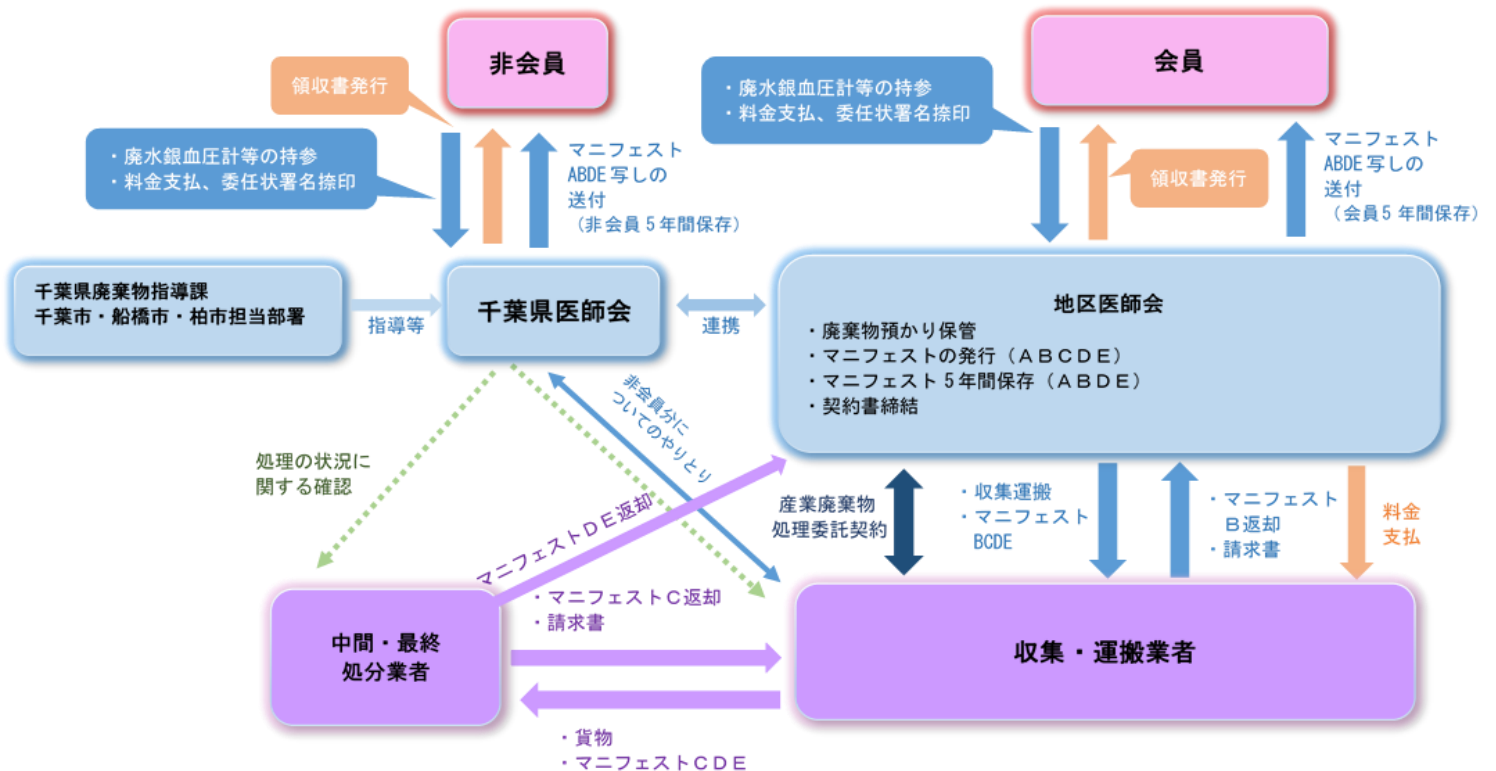 非会員
会員
領収書発行
・廃水銀血圧計等の持参
・料金支払、委任状署名捺印
・廃水銀血圧計等の持参
・料金支払、委任状署名捺印
マニフェスト
ABDE 写しの
送付
（非会員 5 年間保存）
領収書発行
マニフェスト
ABDE 写しの
送付
（会員 5 年間保存）
千葉県廃棄物指導課
千葉市・船橋市・柏市担当部署
指導等
千葉県医師会
連携
地区医師会
・廃棄物預かり保管
・マニフェストの発行（ＡＢＣＤＥ）
・マニフェスト 5 年間保存（ＡＢＤＥ）
・契約書締結
処理の状況に
関する確認
非会員分に
ついてのやりとり
マニフェストＤＥ返却
産業廃棄物
処理委託契約
・収集運搬
・マニフェスト
BCDE
・マニフェスト
Ｂ返却
・請求書
料金
支払
・マニフェストＣ返却
・請求書
中間・最終
処分業者
収集・運搬業者
・貨物
・マニフェストＣＤＥ